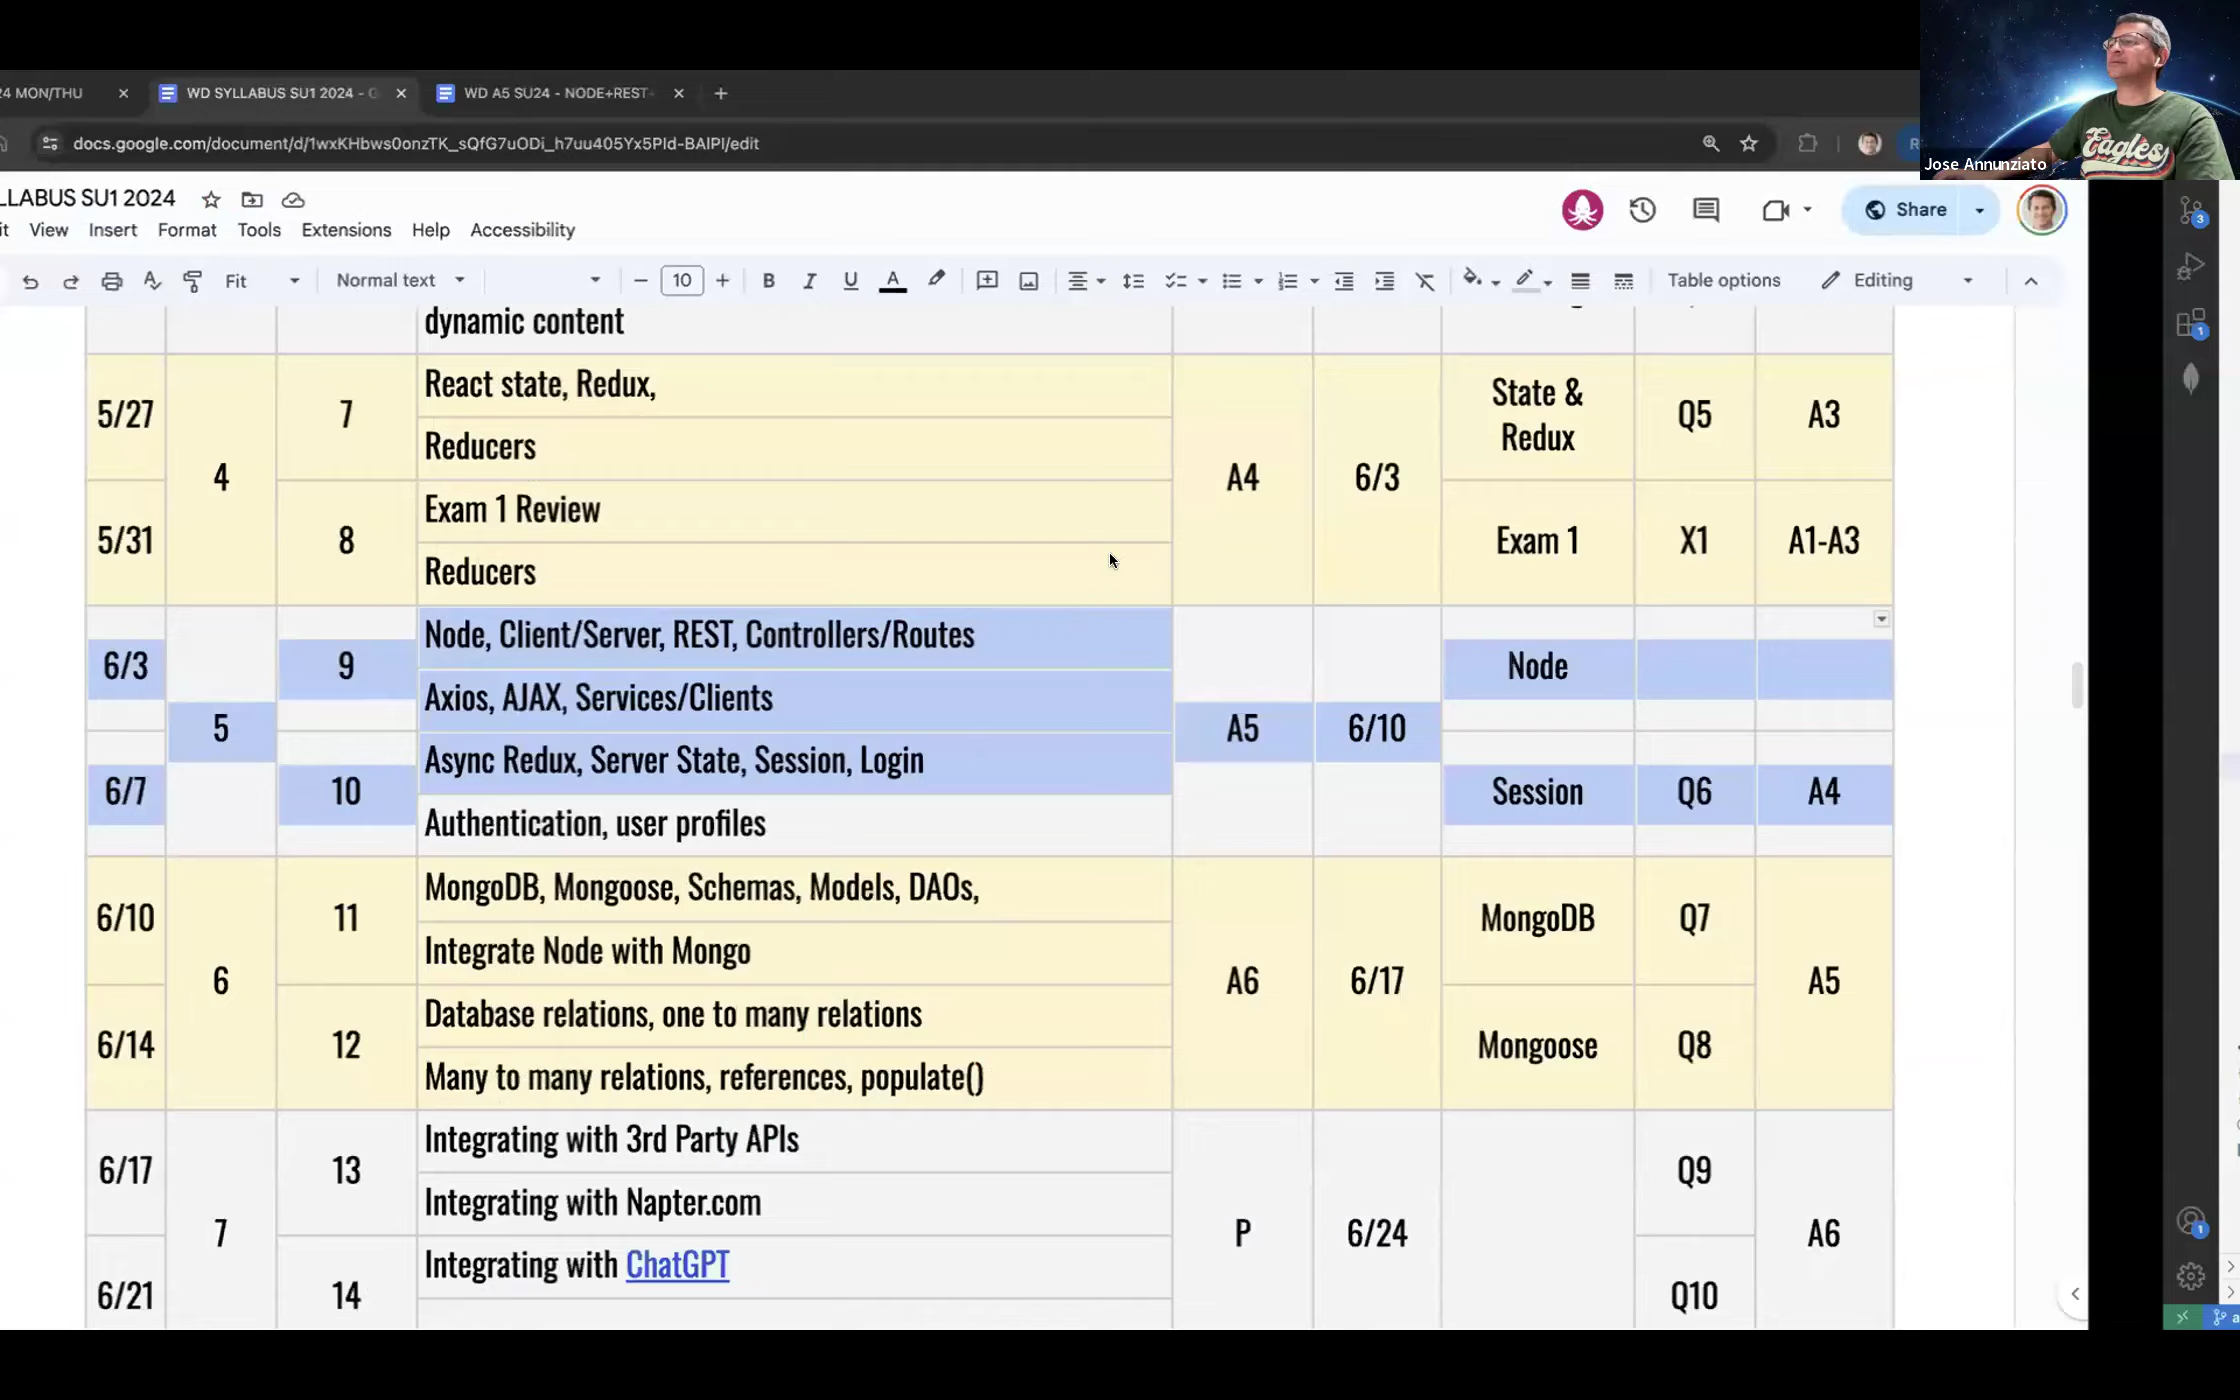 24 MON/THU
WD SYLLABUS SU1 2024 - G
WD A5 SU24 - NODE+REST-
docs.google.com/document/d/1wxKHbws0onzTK_sQfG7uODi_h7uu405Yx5PId-BAIPI/edit
Eagles
Jose Annunziato
LLABUS SU1 2024
Share
3
it View Insert Format Tools Extensions Help Accessibility
Fit Normal text 10 B I U A Table options Editing
1
dynamic content
5/27 4 7 React state, Redux, A4 6/3 State & Redux Q5 A3
Reducers
5/31 8 Exam 1 Review Exam 1 X1 A1-A3
Reducers
6/3 5 9 Node, Client/Server, REST, Controllers/Routes A5 6/10 Node
Axios, AJAX, Services/Clients
6/7 10 Async Redux, Server State, Session, Login Session Q6 A4
Authentication, user profiles
6/10 6 11 MongoDB, Mongoose, Schemas, Models, DAOs, A6 6/17 MongoDB Q7 A5
Integrate Node with Mongo
6/14 12 Database relations, one to many relations Mongoose Q8
Many to many relations, references, populate()
6/17 7 13 Integrating with 3rd Party APIs P 6/24 Q9 A6
Integrating with Napter.com
6/21 14 Integrating with ChatGPT Q10
1